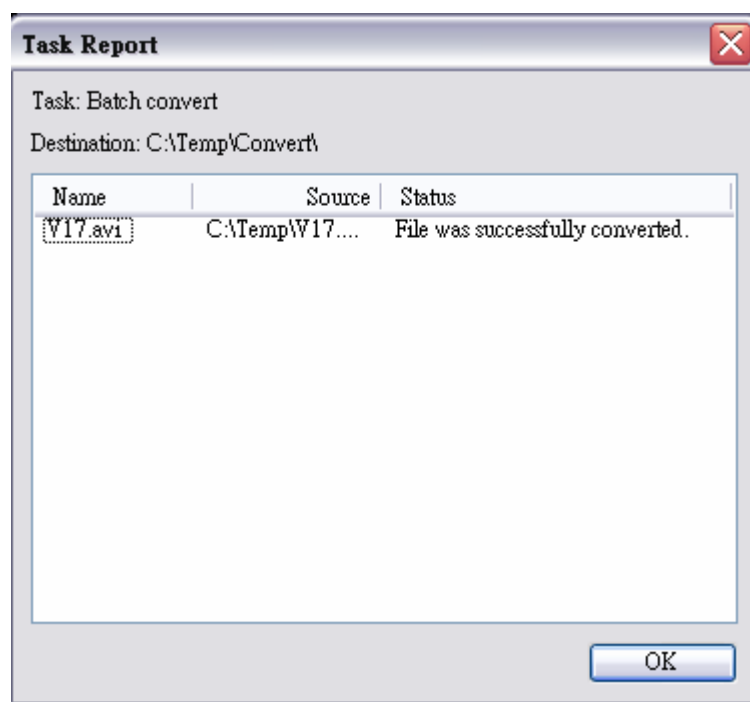 Task Report
Task: Batch convert
Destination: C:\Temp\Convert\
Name Source Status
V17.avi C:\Temp\V17.... File was successfully converted.
OK